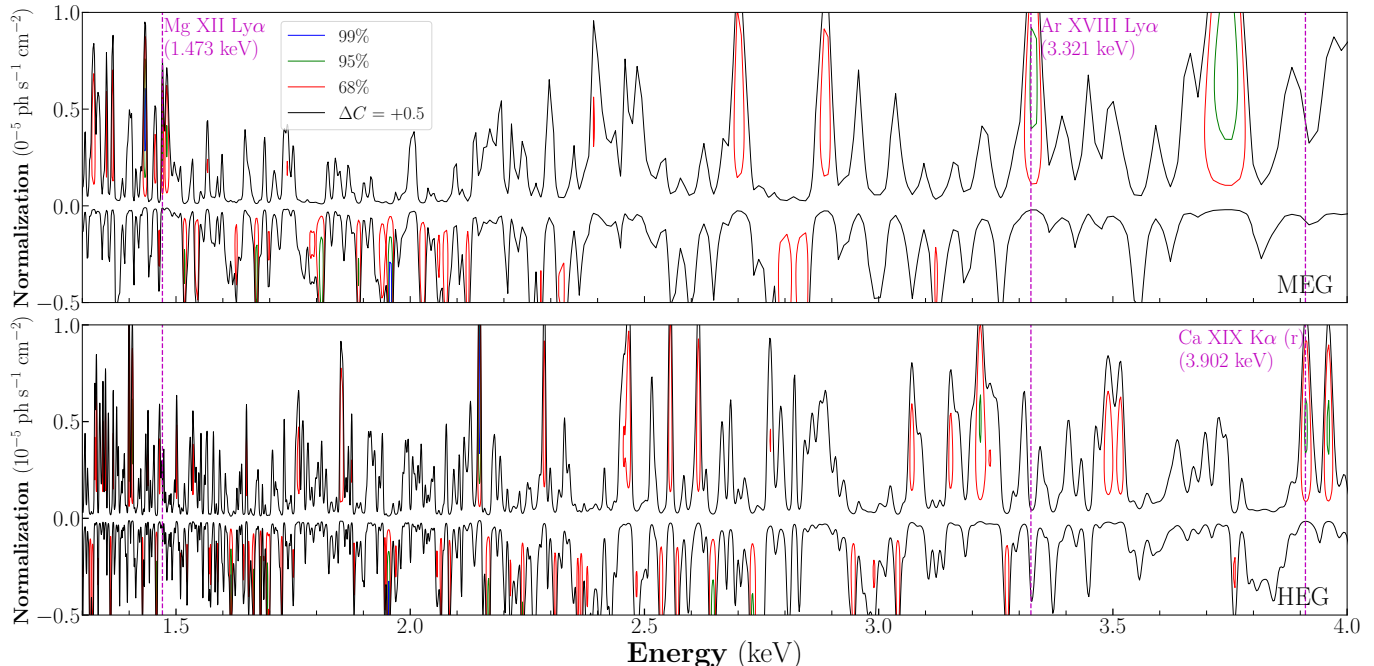 1.0
0.5
0.0
−0.5
Normalization (0⁻⁵ ph s⁻¹ cm⁻²)
Mg XII Lyα
(1.473 keV)
99%
95%
68%
ΔC = +0.5
Ar XVIII Lyα
(3.321 keV)
MEG
1.0
0.5
0.0
−0.5
Normalization (10⁻⁵ ph s⁻¹ cm⁻²)
Ca XIX Kα (r)
(3.902 keV)
HEG
1.5 2.0 2.5 3.0 3.5 4.0
Energy (keV)